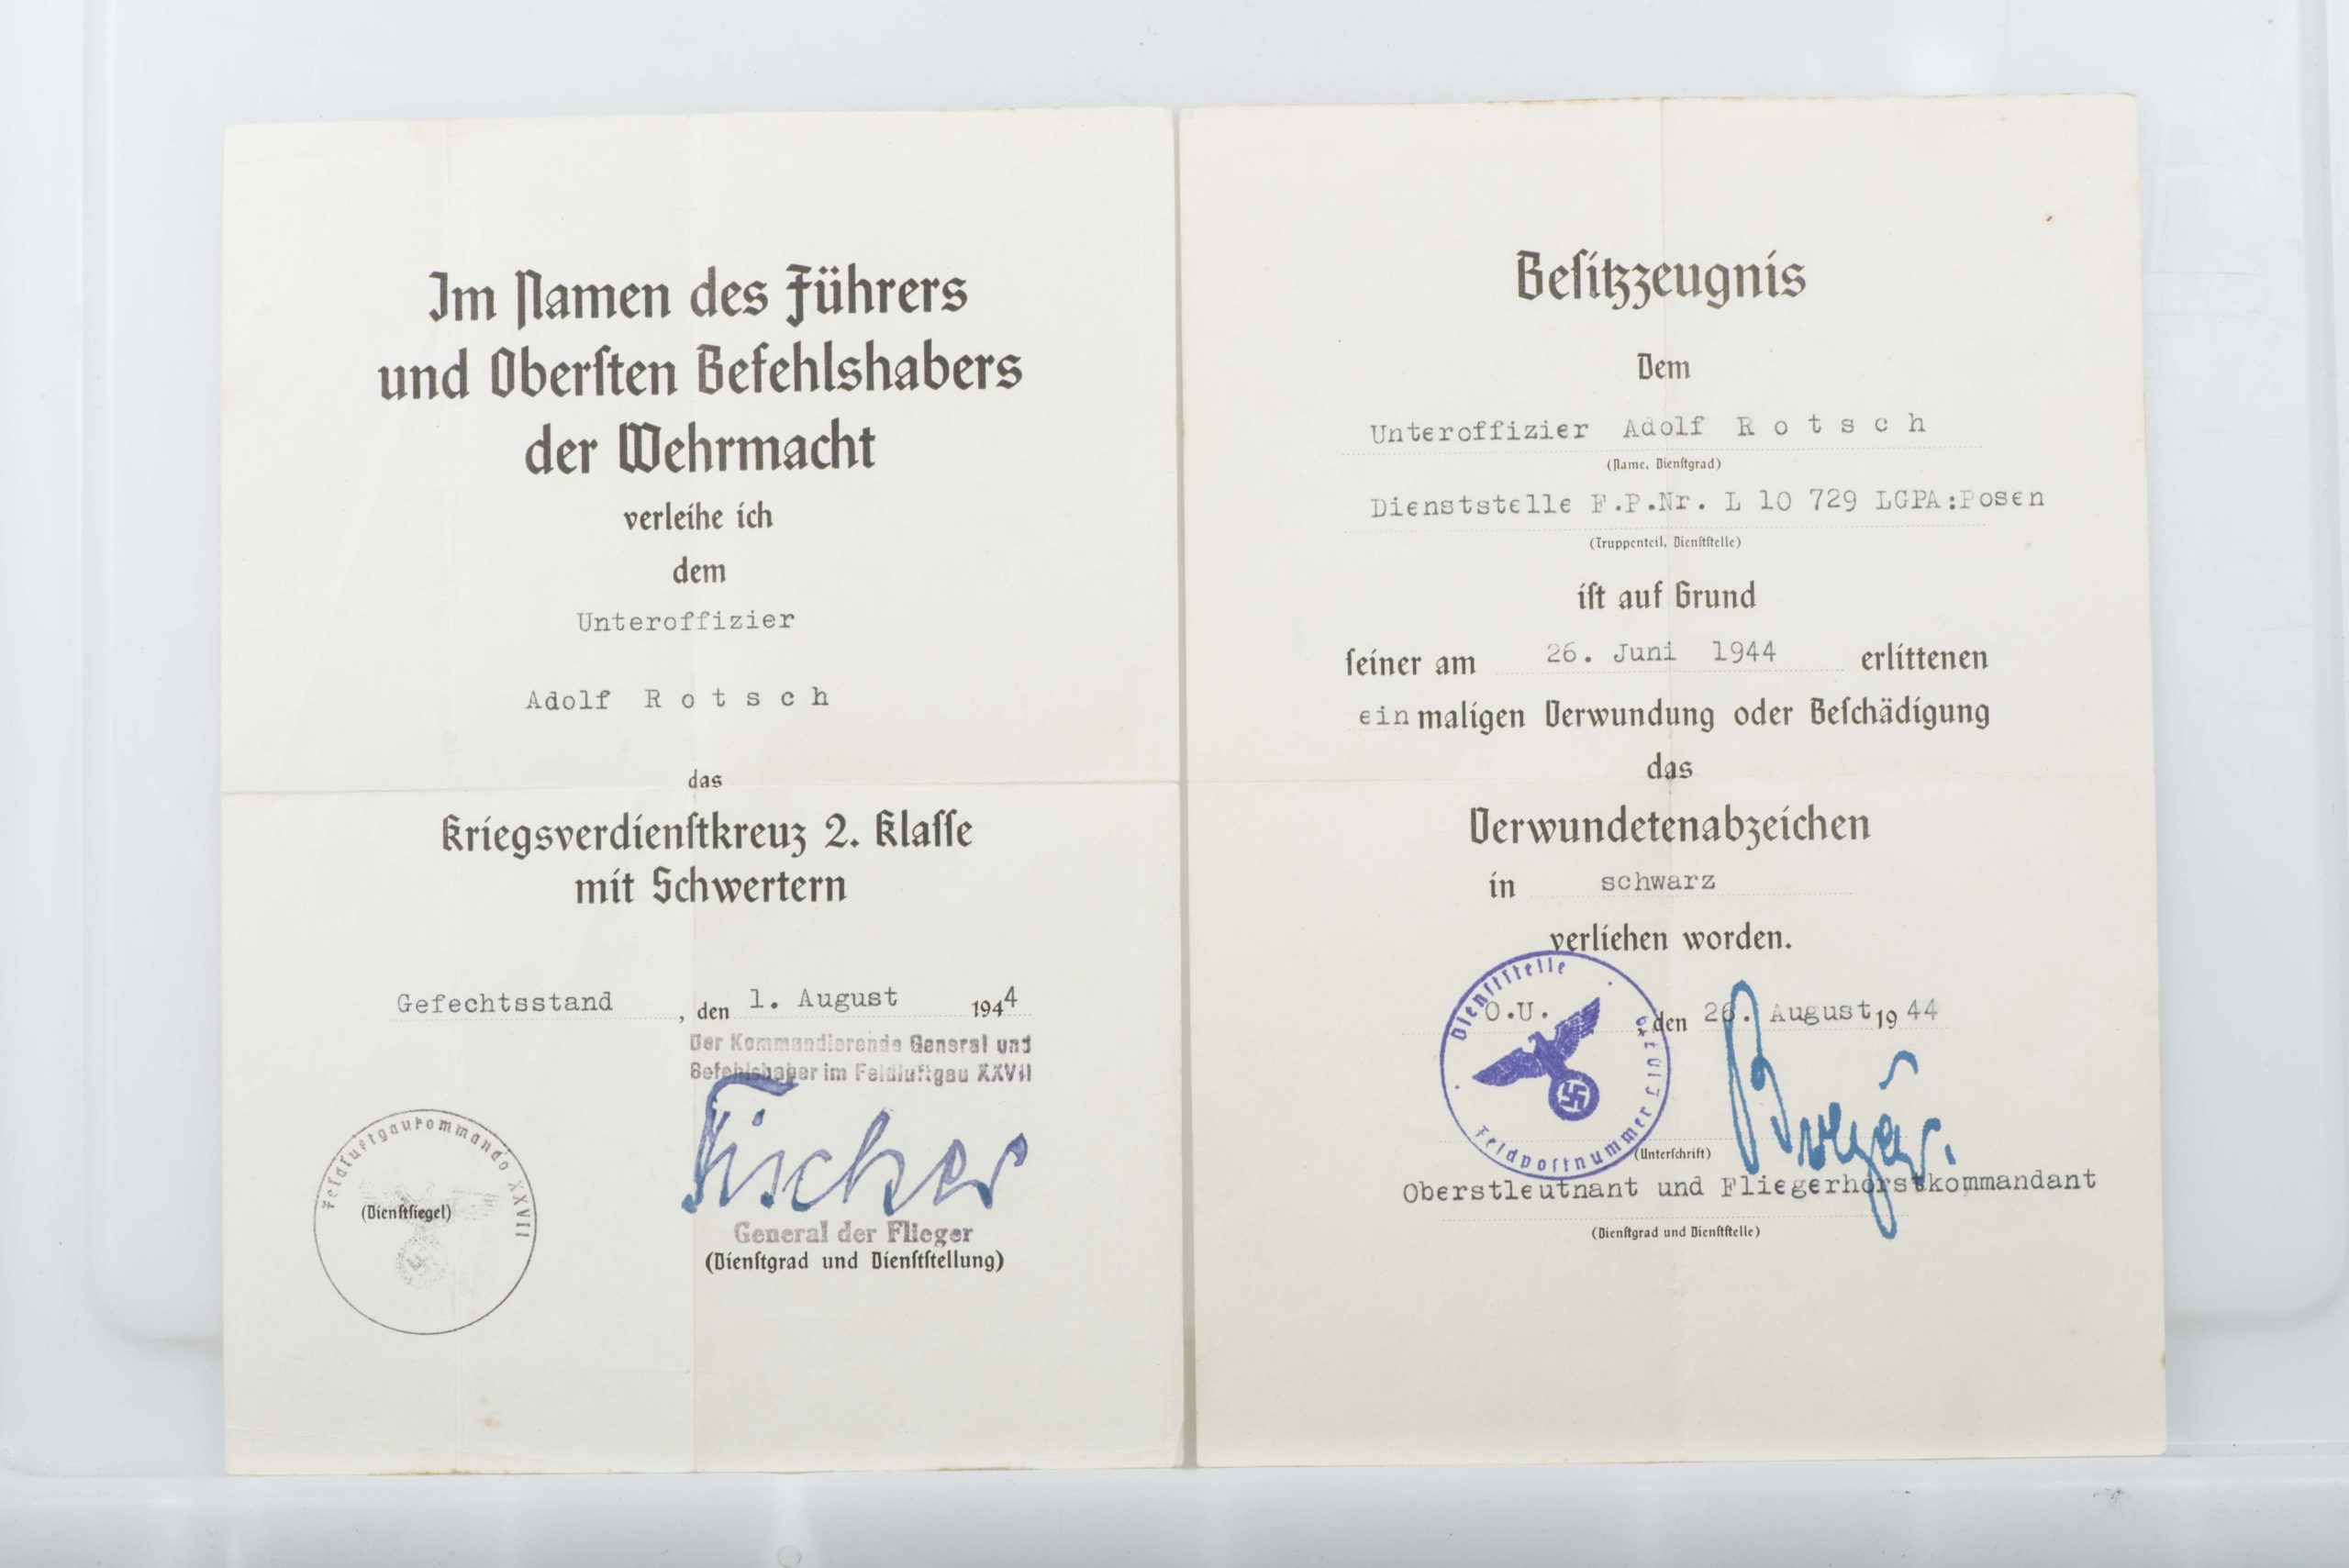 Im Namen des Führers
und Oberſten Befehlshabers
der Wehrmacht
verleihe ich
dem
Unteroffizier
Adolf R o t s c h
das
Kriegsverdienſtkreuz 2. Klaſſe
mit Schwertern
Gefechtsstand , den 1. August 1944
Der Kommandierende General und
Befehlshaber im Feldluftgau XXVII
Fischer
General der Flieger
(Dienſtgrad und Dienſtſtellung)
Feldluftgaukommando XXVII
(Dienſtſiegel)
Beſitzzeugnis
Dem
Unteroffizier Adolf R o t s c h
(Name, Dienſtgrad)
Dienststelle F.P.Nr. L 10 729 LGPA:Posen
(Truppenteil, Dienſtſtelle)
iſt auf Grund
ſeiner am 26. Juni 1944 erlittenen
ein maligen Verwundung oder Beſchädigung
das
Verwundetenabzeichen
in schwarz
verliehen worden.
O.U. , den 26. August 1944
Dienſtſtelle
Feldpoſtnummer
(Unterſchrift)
Oberstleutnant und Fliegerhorstkommandant
(Dienſtgrad und Dienſtſtelle)